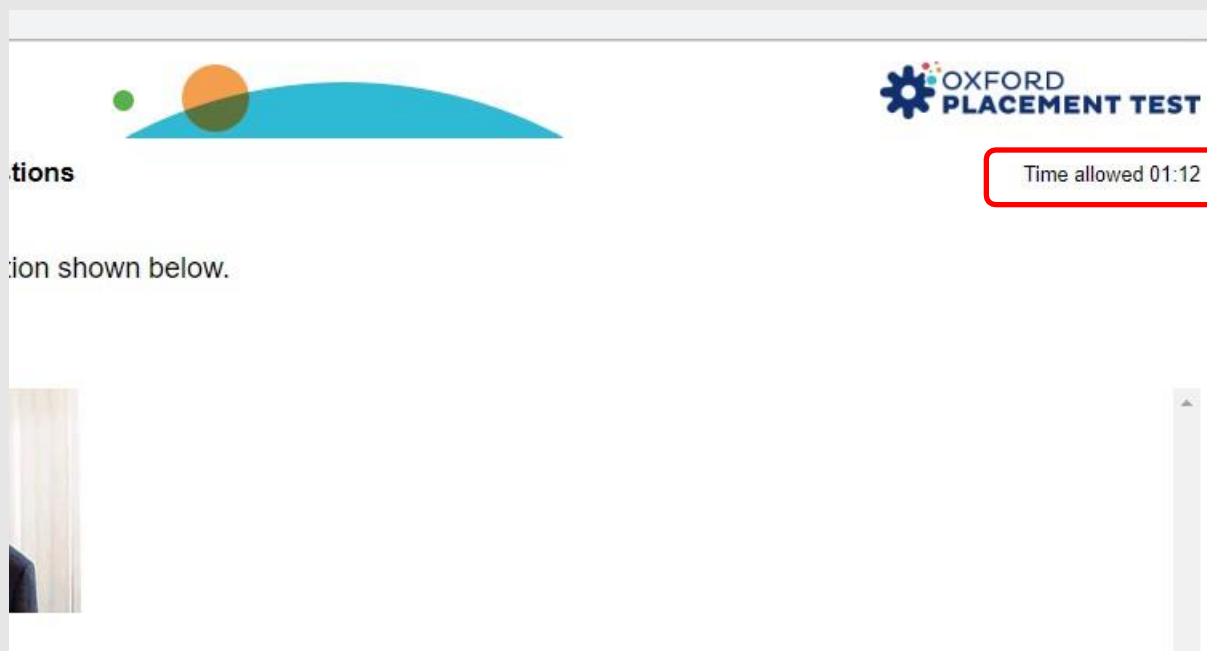 OXFORD
PLACEMENT TEST
tions
Time allowed 01:12
tion shown below.